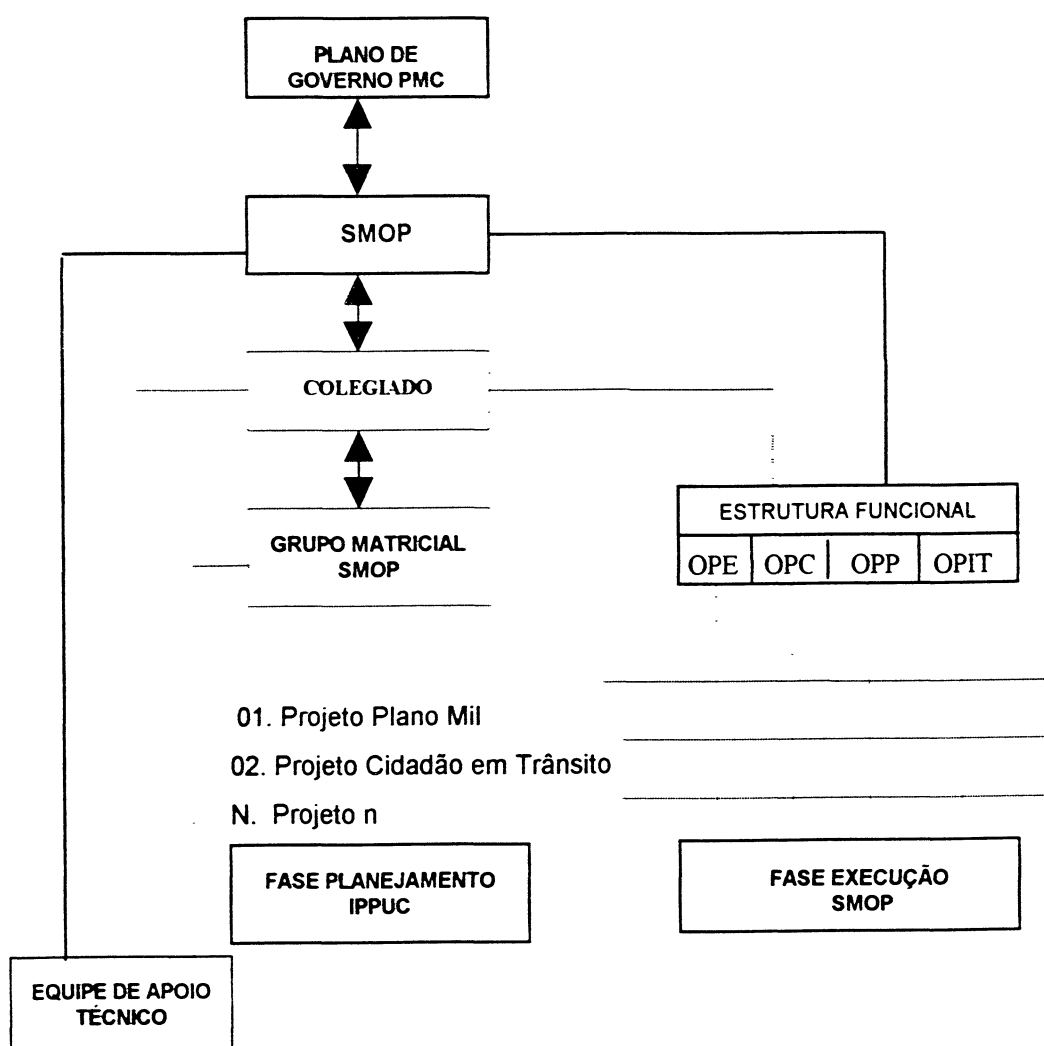 PLANO DE
GOVERNO PMC
SMOP
COLEGIADO
GRUPO MATRICIAL
SMOP
ESTRUTURA FUNCIONAL
OPE OPC OPP OPIT
01. Projeto Plano Mil
02. Projeto Cidadão em Trânsito
N. Projeto n
FASE PLANEJAMENTO
IPPUC
FASE EXECUÇÃO
SMOP
EQUIPE DE APOIO
TÉCNICO